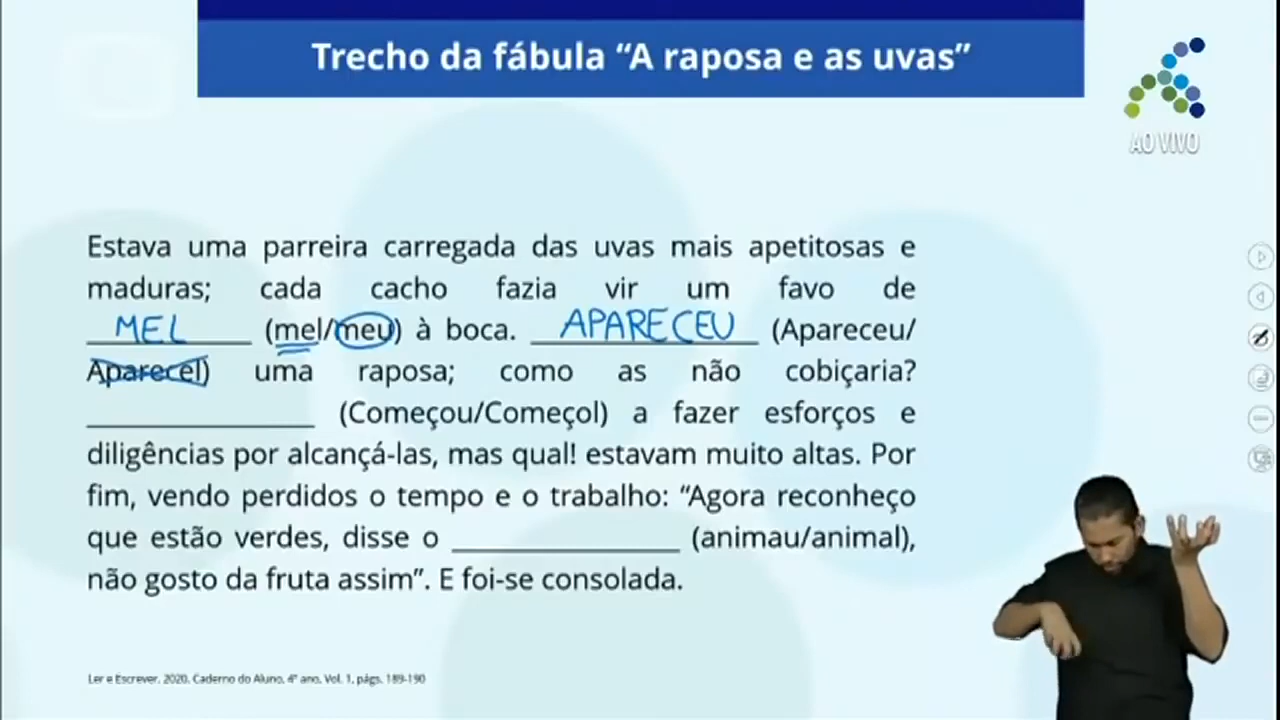 Trecho da fábula “A raposa e as uvas”
AO VIVO
Estava uma parreira carregada das uvas mais apetitosas e
maduras; cada cacho fazia vir um favo de
MEL (mel/meu) à boca. APARECEU (Apareceu/
Aparecel) uma raposa; como as não cobiçaria?
(Começou/Começol) a fazer esforços e
diligências por alcançá-las, mas qual! estavam muito altas. Por
fim, vendo perdidos o tempo e o trabalho: “Agora reconheço
que estão verdes, disse o (animau/animal),
não gosto da fruta assim”. E foi-se consolada.
Ler e Escrever. 2020. Caderno do Aluno. 4º ano. Vol. 1, págs. 189-190